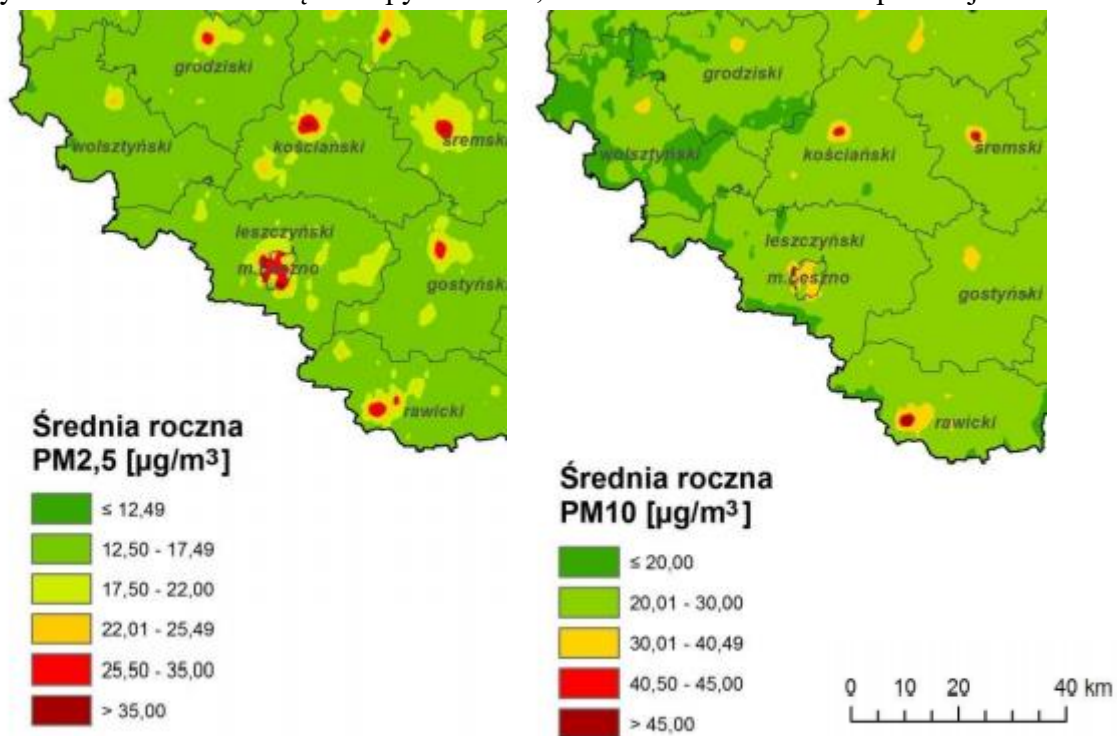 grodziski
wolsztyński
kościański
śremski
leszczyński
m.Leszno
gostyński
rawicki
Średnia roczna
PM2,5 [µg/m³]
≤ 12,49
12,50 - 17,49
17,50 - 22,00
22,01 - 25,49
25,50 - 35,00
> 35,00
grodziski
wolsztyński
kościański
śremski
leszczyński
m.Leszno
gostyński
rawicki
Średnia roczna
PM10 [µg/m³]
≤ 20,00
20,01 - 30,00
30,01 - 40,49
40,50 - 45,00
> 45,00
0 10 20 40 km